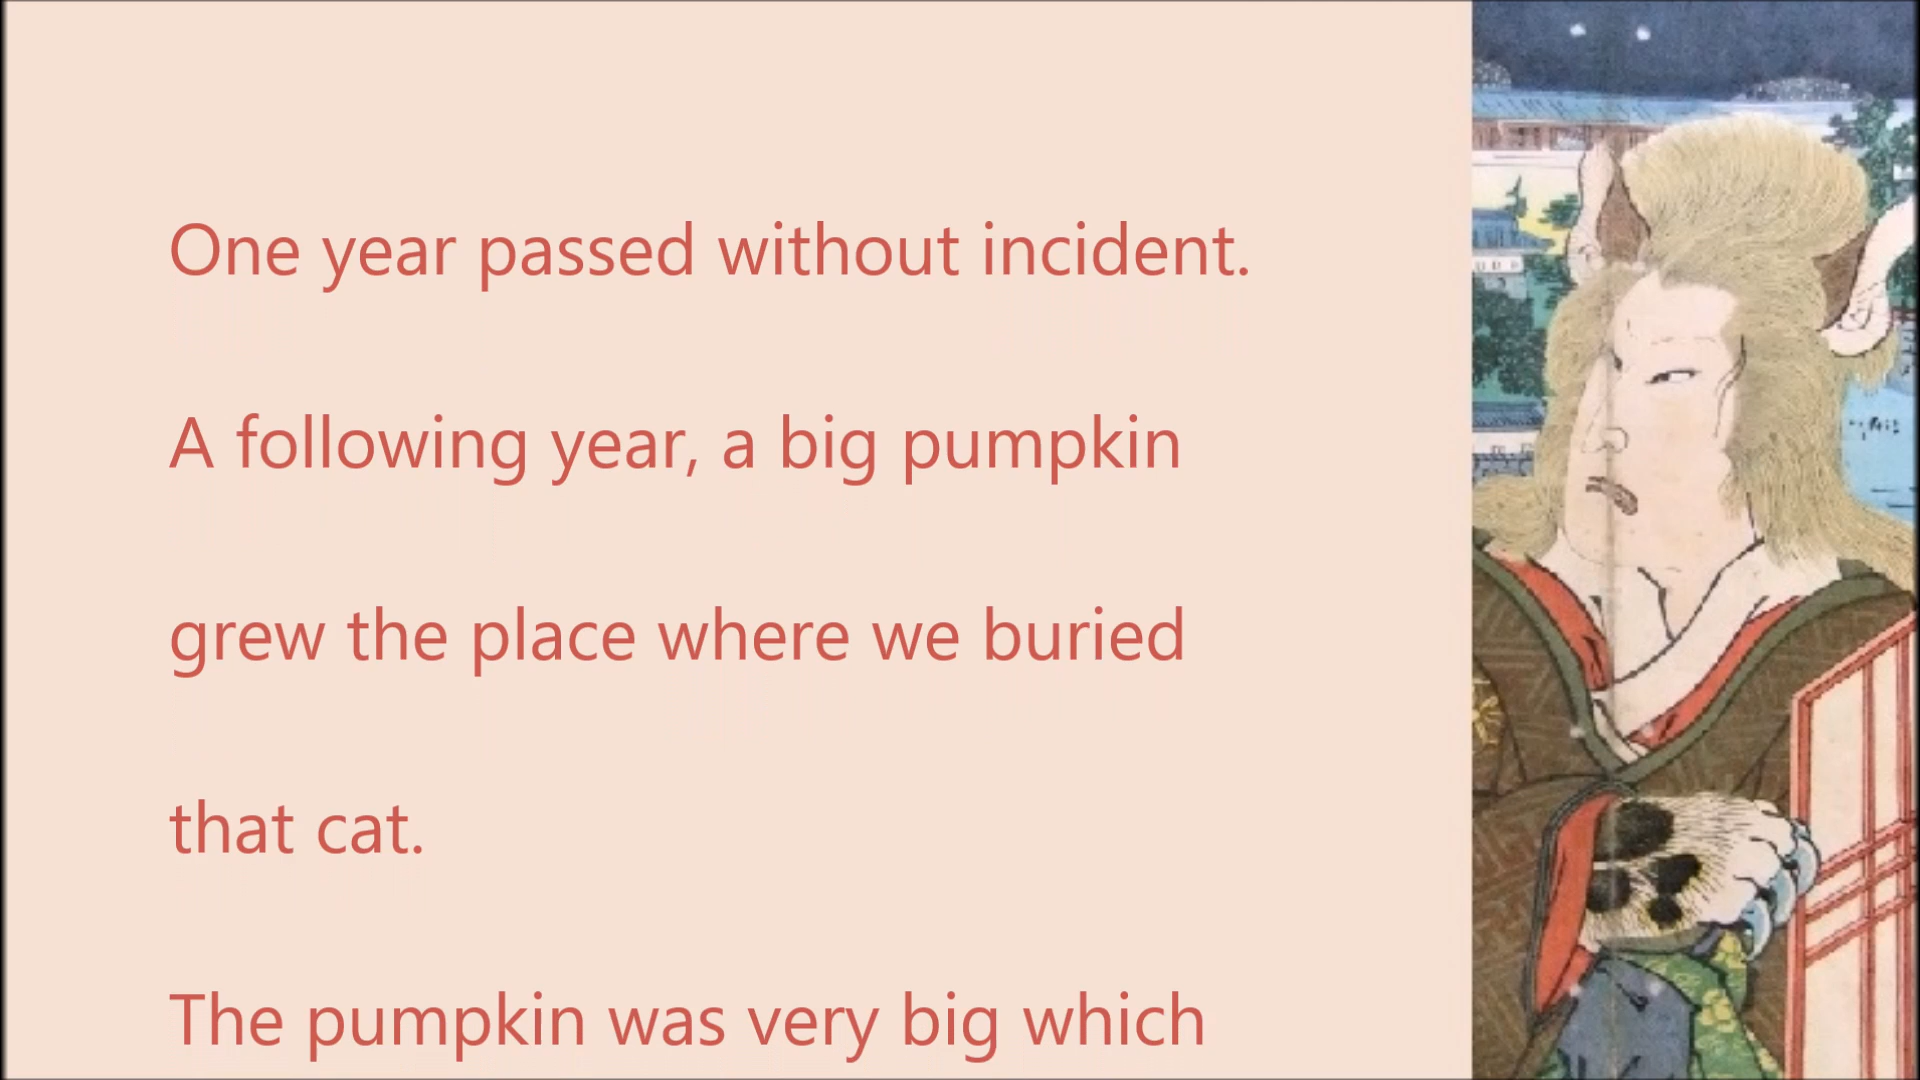 One year passed without incident.
A following year, a big pumpkin
grew the place where we buried
that cat.
The pumpkin was very big which